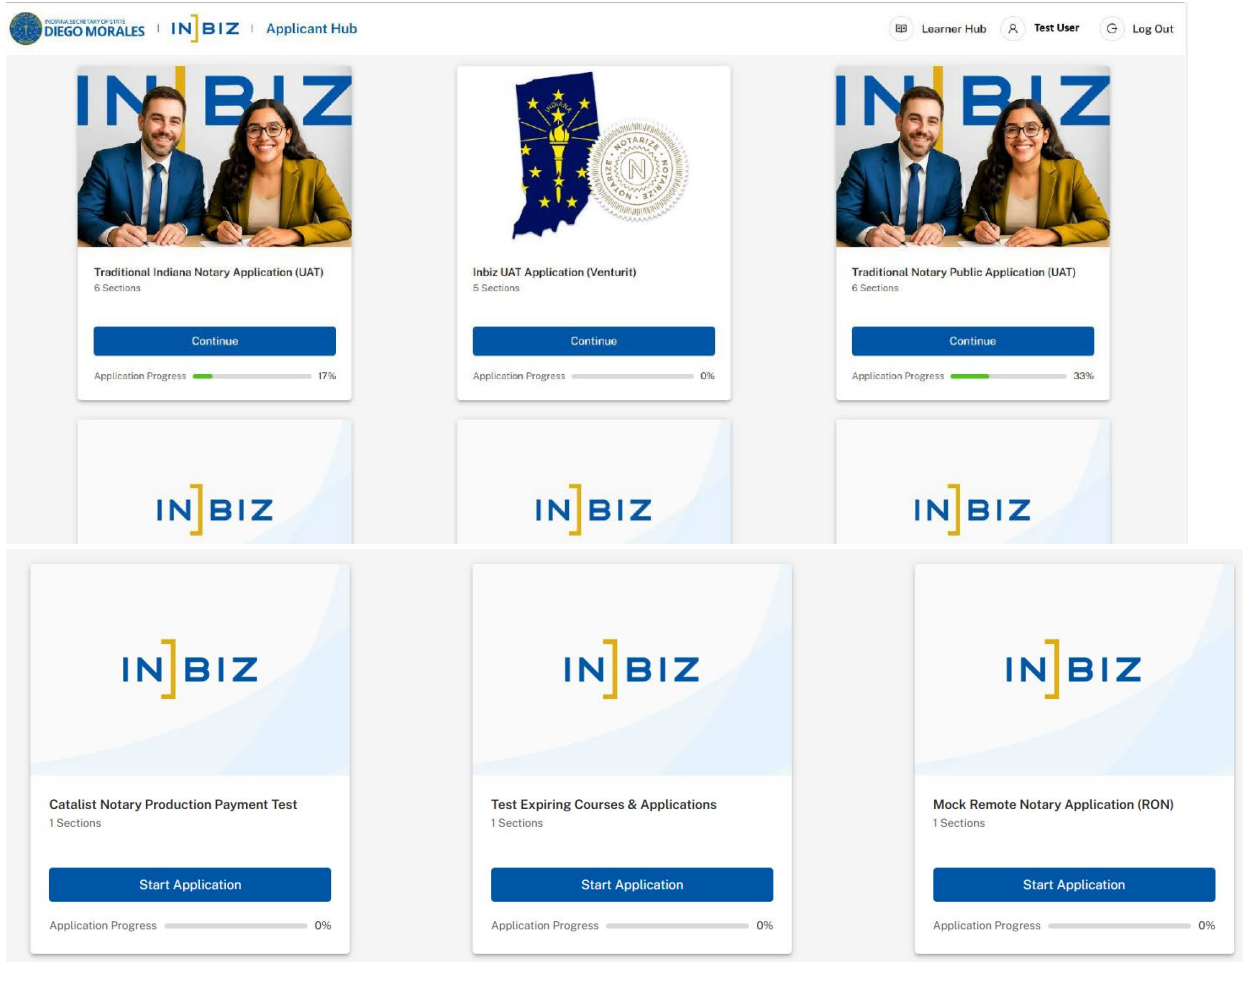 INDIANA SECRETARY OF STATE
DIEGO MORALES
IN BIZ
Applicant Hub
Learner Hub
Test User
Log Out
IN BIZ
INDIANA
NOTARIZE • NOTARIZE •
N
IN BIZ
Traditional Indiana Notary Application (UAT)
6 Sections
Continue
Application Progress 17%
Inbiz UAT Application (Venturit)
5 Sections
Continue
Application Progress 0%
Traditional Notary Public Application (UAT)
6 Sections
Continue
Application Progress 33%
IN BIZ
IN BIZ
IN BIZ
IN BIZ
IN BIZ
IN BIZ
Catalist Notary Production Payment Test
1 Sections
Start Application
Application Progress 0%
Test Expiring Courses & Applications
1 Sections
Start Application
Application Progress 0%
Mock Remote Notary Application (RON)
1 Sections
Start Application
Application Progress 0%